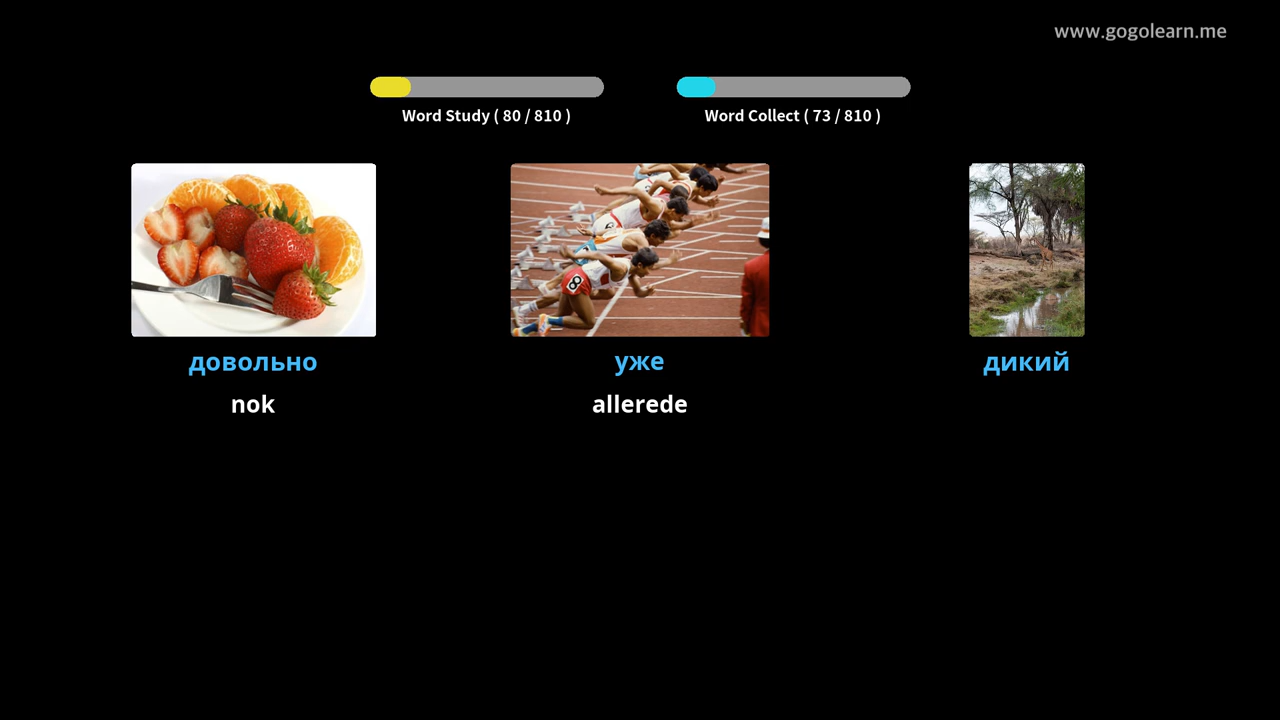 www.gogolearn.me
Word Study ( 80 / 810 )
Word Collect ( 73 / 810 )
довольно
nok
уже
allerede
дикий